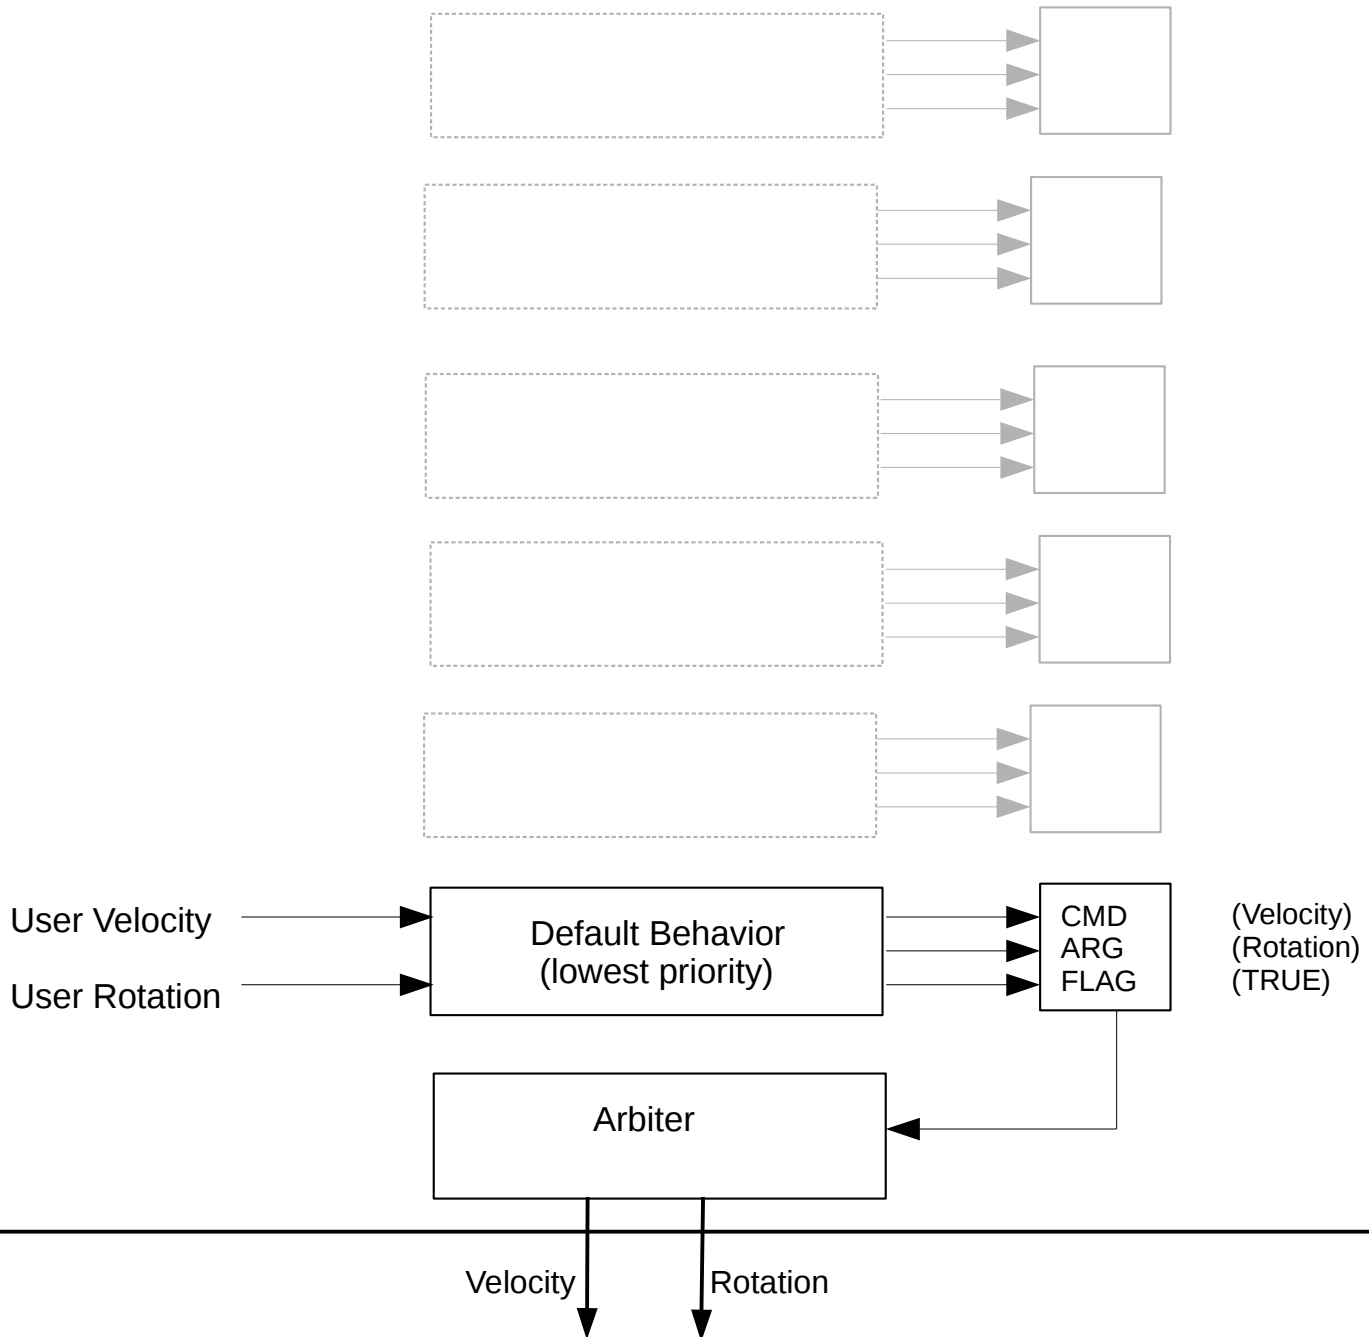 User Velocity
User Rotation
Default Behavior
(lowest priority)
CMD
ARG
FLAG
(Velocity)
(Rotation)
(TRUE)
Arbiter
Velocity
Rotation